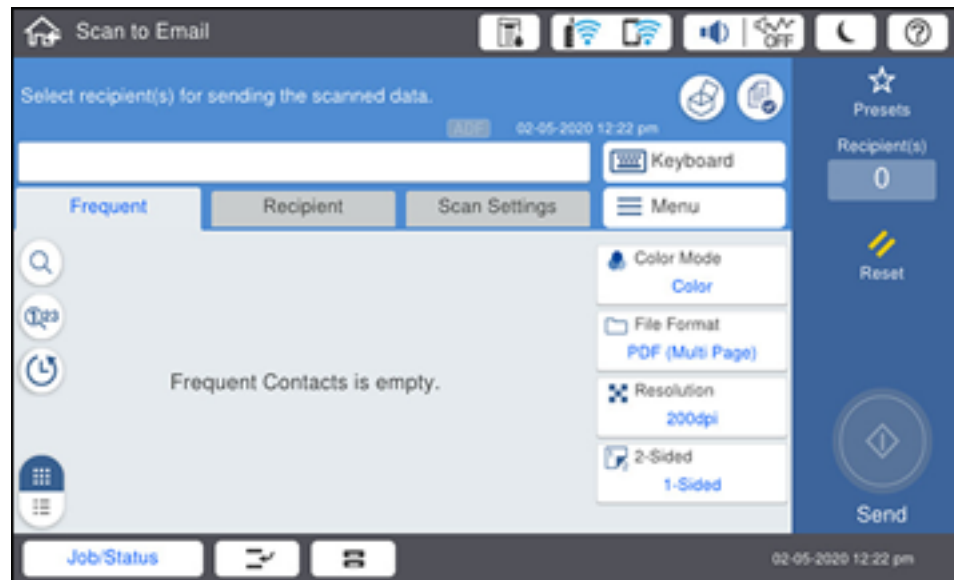 Scan to Email
OFF
Select recipient(s) for sending the scanned data.
ADF 02-05-2020 12:22 pm
Presets
Recipient(s)
0
Keyboard
Frequent Recipient Scan Settings Menu
Reset
Color Mode
Color
123
File Format
PDF (Multi Page)
Frequent Contacts is empty.
Resolution
200dpi
2-Sided
1-Sided
Send
Job/Status 02-05-2020 12:22 pm